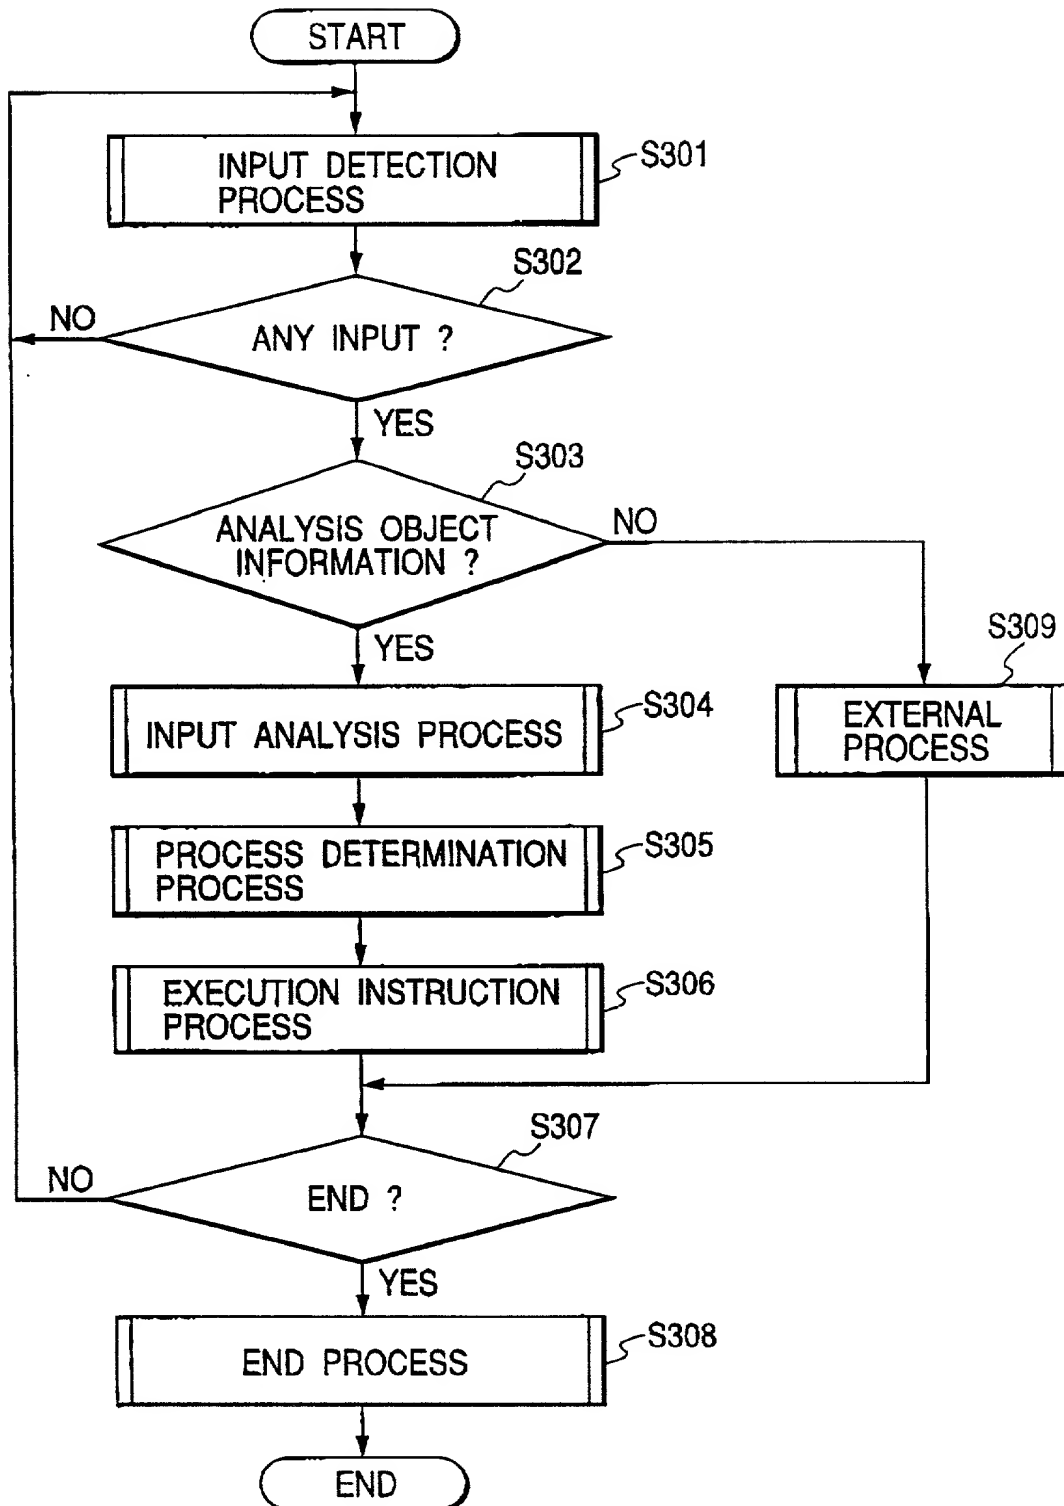 START
INPUT DETECTION
PROCESS
S301
S302
ANY INPUT ?
NO
YES
S303
ANALYSIS OBJECT
INFORMATION ?
NO
YES
S309
EXTERNAL
PROCESS
INPUT ANALYSIS PROCESS
S304
PROCESS DETERMINATION
PROCESS
S305
EXECUTION INSTRUCTION
PROCESS
S306
S307
END ?
NO
YES
END PROCESS
S308
END